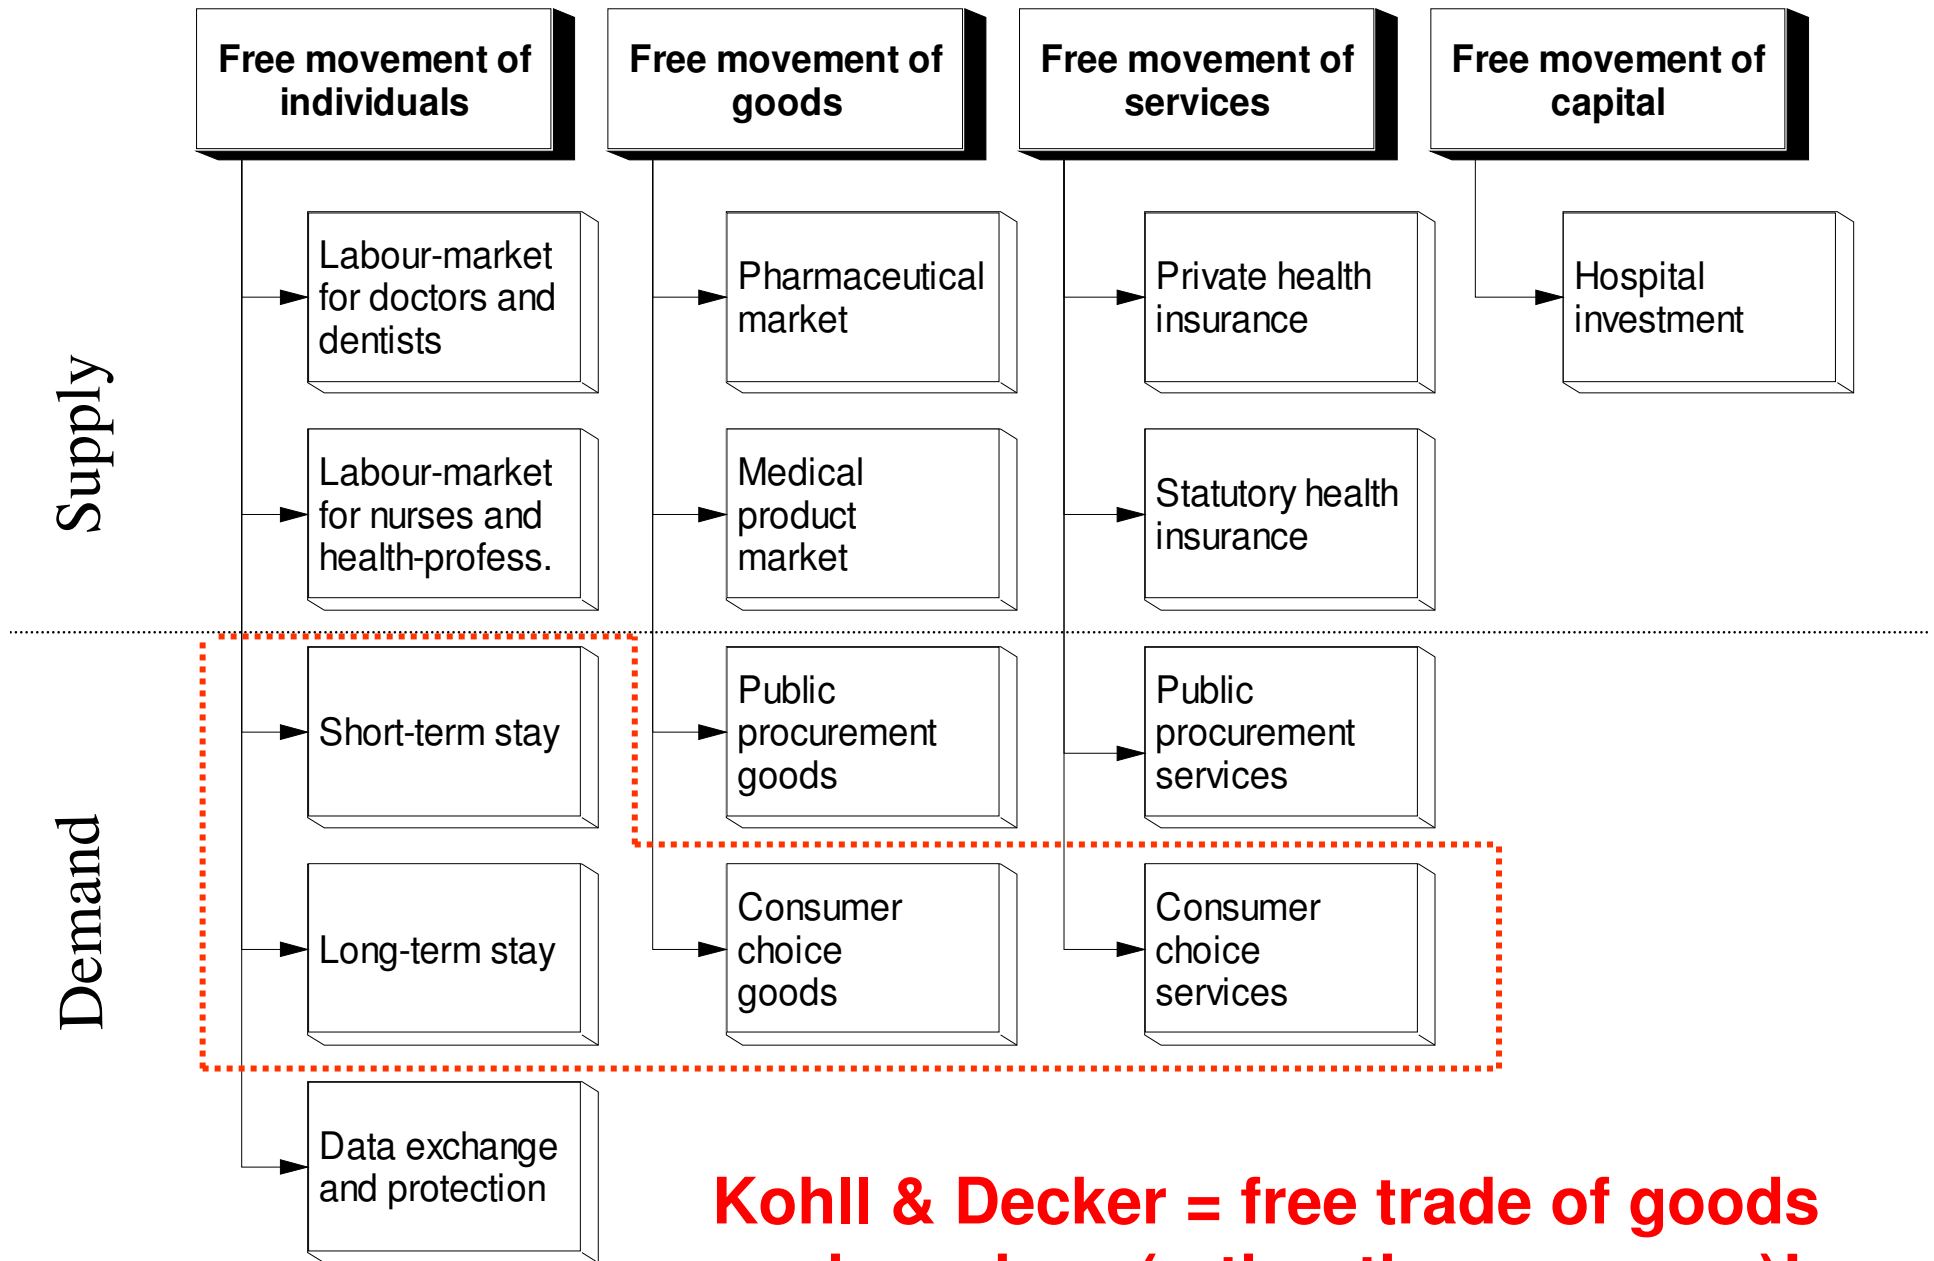 Free movement of
individuals
Free movement of
goods
Free movement of
services
Free movement of
capital
Supply
Labour-market
for doctors and
dentists
Pharmaceutical
market
Private health
insurance
Hospital
investment
Labour-market
for nurses and
health-profess.
Medical
product
market
Statutory health
insurance
Demand
Short-term stay
Public
procurement
goods
Public
procurement
services
Long-term stay
Consumer
choice
goods
Consumer
choice
services
Data exchange
and protection
Kohll & Decker = free trade of goods